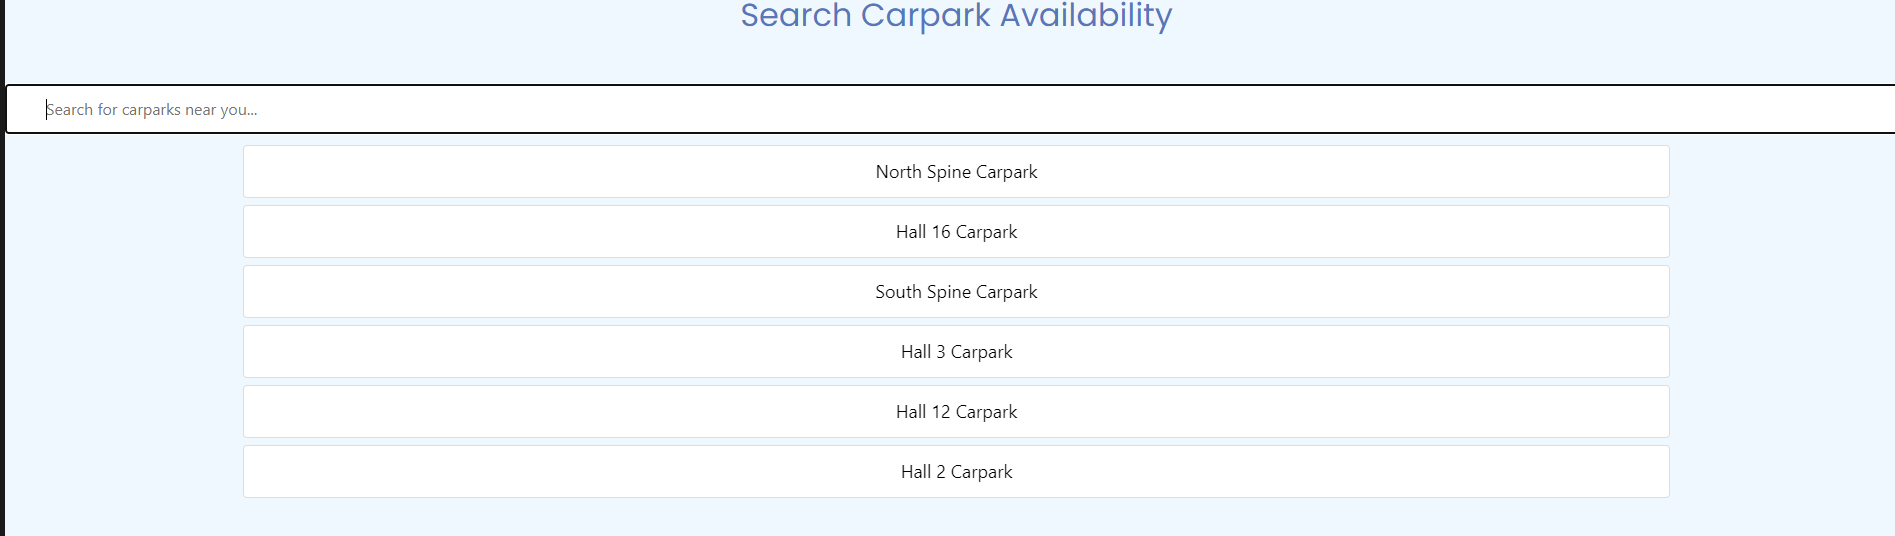 Search Carpark Availability
Search for carparks near you...
North Spine Carpark
Hall 16 Carpark
South Spine Carpark
Hall 3 Carpark
Hall 12 Carpark
Hall 2 Carpark